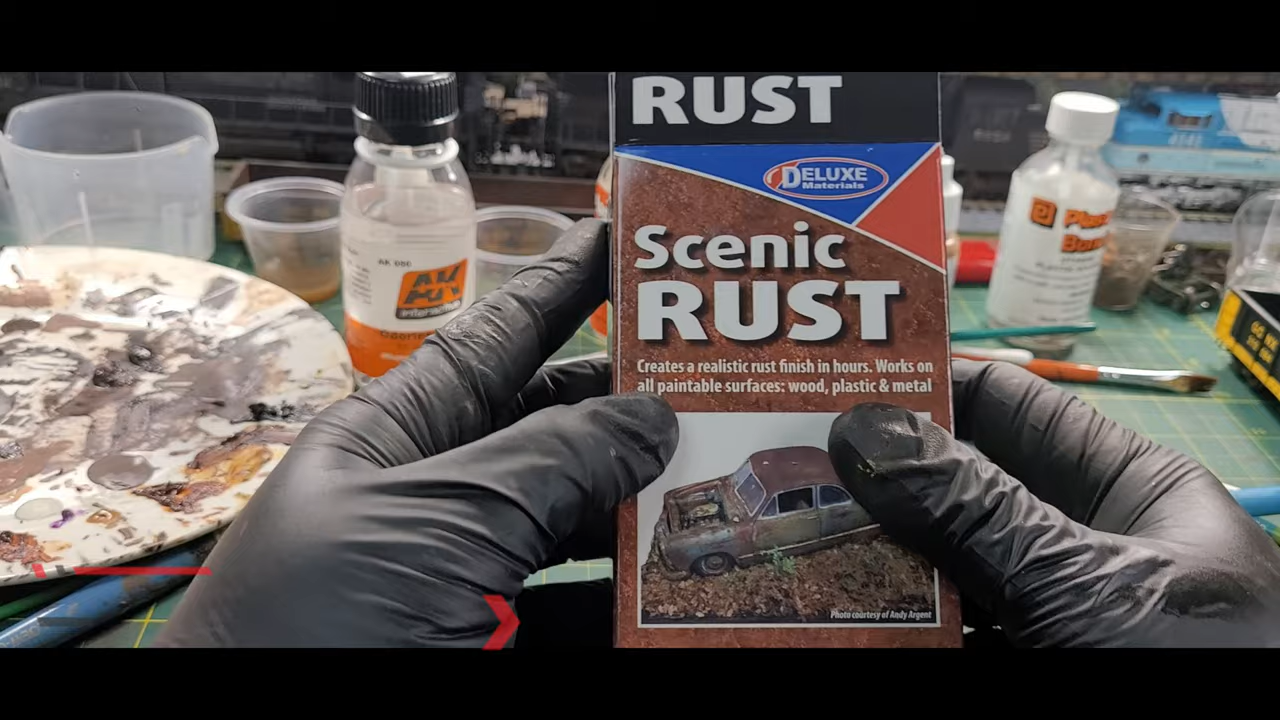 RUST
DELUXE
Materials
Scenic
RUST
Creates a realistic rust finish in hours. Works on
all paintable surfaces: wood, plastic & metal
Photo courtesy of Andy Argent
AK
interactive